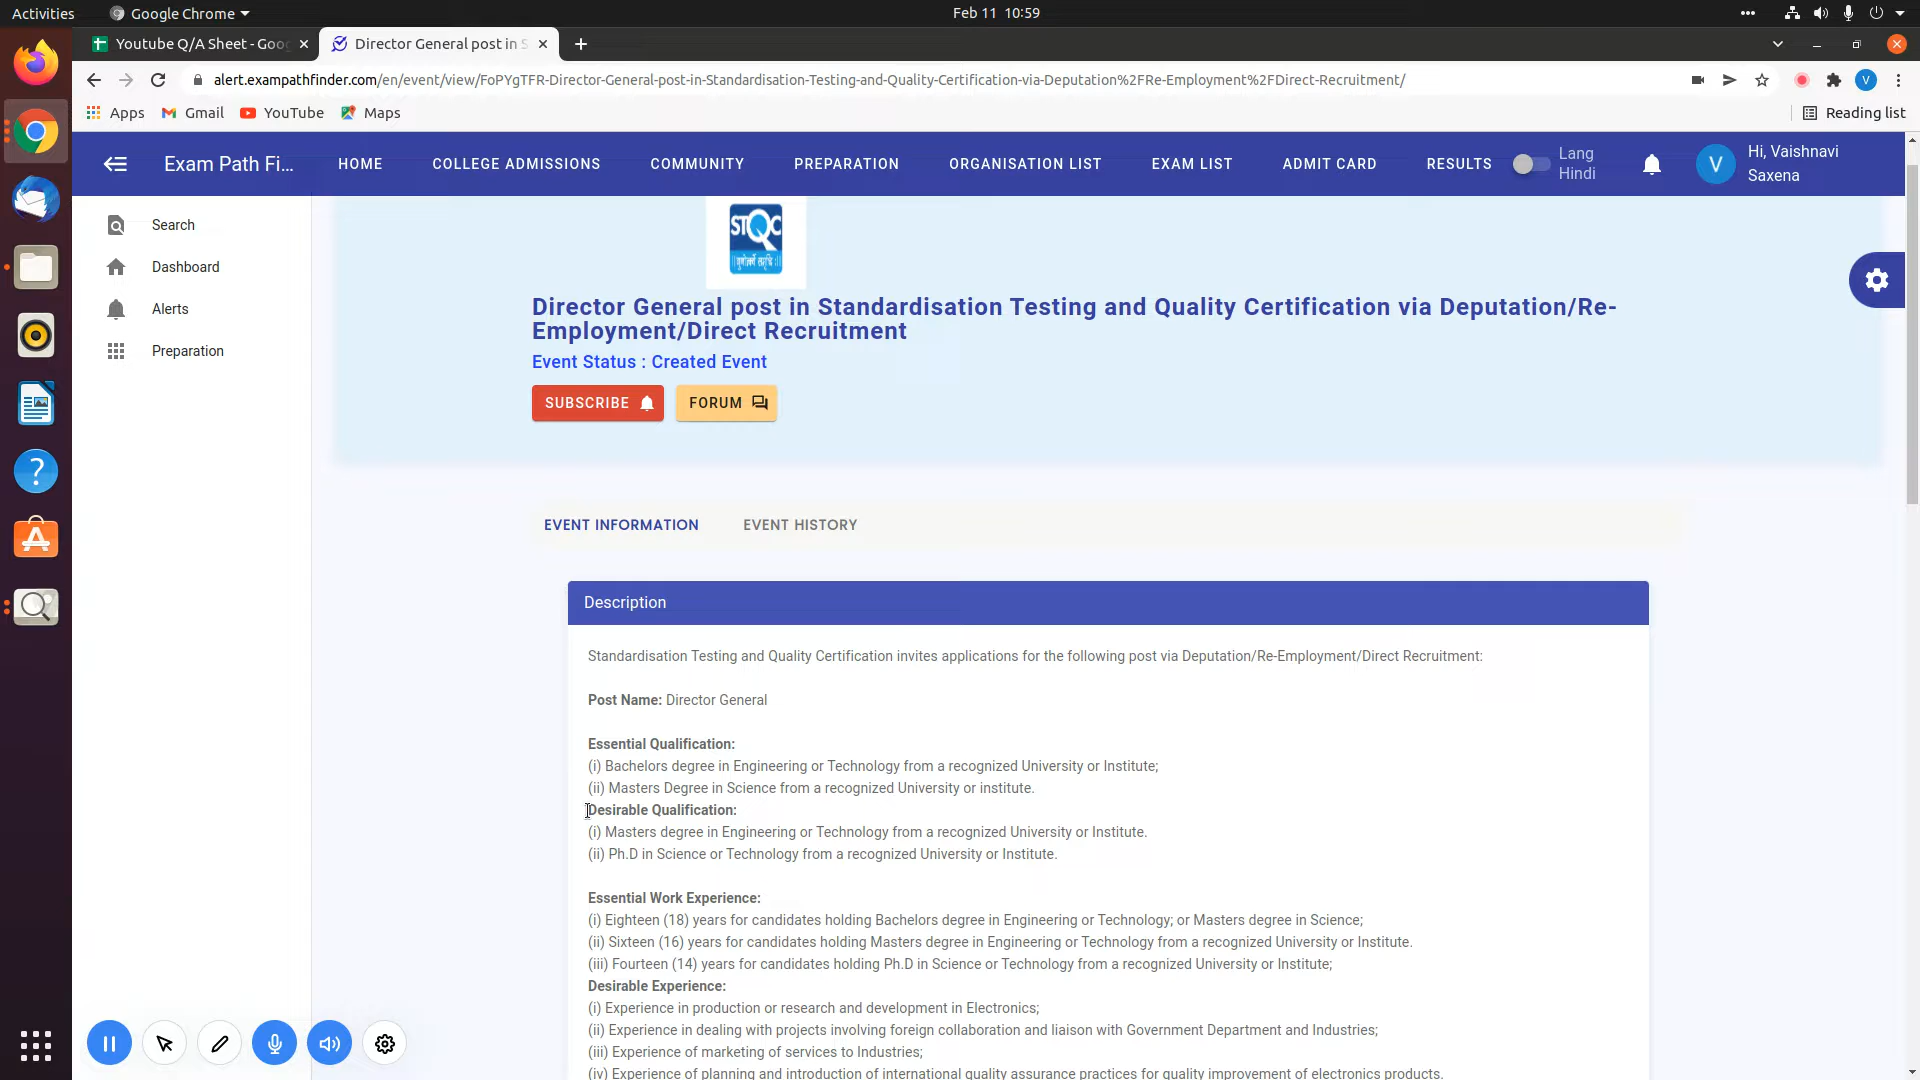 Activities
Google Chrome
Feb 11 10:59
Youtube Q/A Sheet - Goo
Director General post in S
alert.exampathfinder.com/en/event/view/FoPYgTFR-Director-General-post-in-Standardisation-Testing-and-Quality-Certification-via-Deputation%2FRe-Employment%2FDirect-Recruitment/
V
Apps
Gmail
YouTube
Maps
Reading list
Exam Path Fi...
HOME
COLLEGE ADMISSIONS
COMMUNITY
PREPARATION
ORGANISATION LIST
EXAM LIST
ADMIT CARD
RESULTS
Lang
Hindi
V
Hi, Vaishnavi
Saxena
Search
Dashboard
Alerts
Preparation
STQC
Director General post in Standardisation Testing and Quality Certification via Deputation/Re-
Employment/Direct Recruitment
Event Status : Created Event
SUBSCRIBE
FORUM
EVENT INFORMATION
EVENT HISTORY
Description
Standardisation Testing and Quality Certification invites applications for the following post via Deputation/Re-Employment/Direct Recruitment:
Post Name: Director General
Essential Qualification:
(i) Bachelors degree in Engineering or Technology from a recognized University or Institute;
(ii) Masters Degree in Science from a recognized University or institute.
Desirable Qualification:
(i) Masters degree in Engineering or Technology from a recognized University or Institute.
(ii) Ph.D in Science or Technology from a recognized University or Institute.
Essential Work Experience:
(i) Eighteen (18) years for candidates holding Bachelors degree in Engineering or Technology; or Masters degree in Science;
(ii) Sixteen (16) years for candidates holding Masters degree in Engineering or Technology from a recognized University or Institute.
(iii) Fourteen (14) years for candidates holding Ph.D in Science or Technology from a recognized University or Institute;
Desirable Experience:
(i) Experience in production or research and development in Electronics;
(ii) Experience in dealing with projects involving foreign collaboration and liaison with Government Department and Industries;
(iii) Experience of marketing of services to Industries;
(iv) Experience of planning and introduction of international quality assurance practices for quality improvement of electronics products.